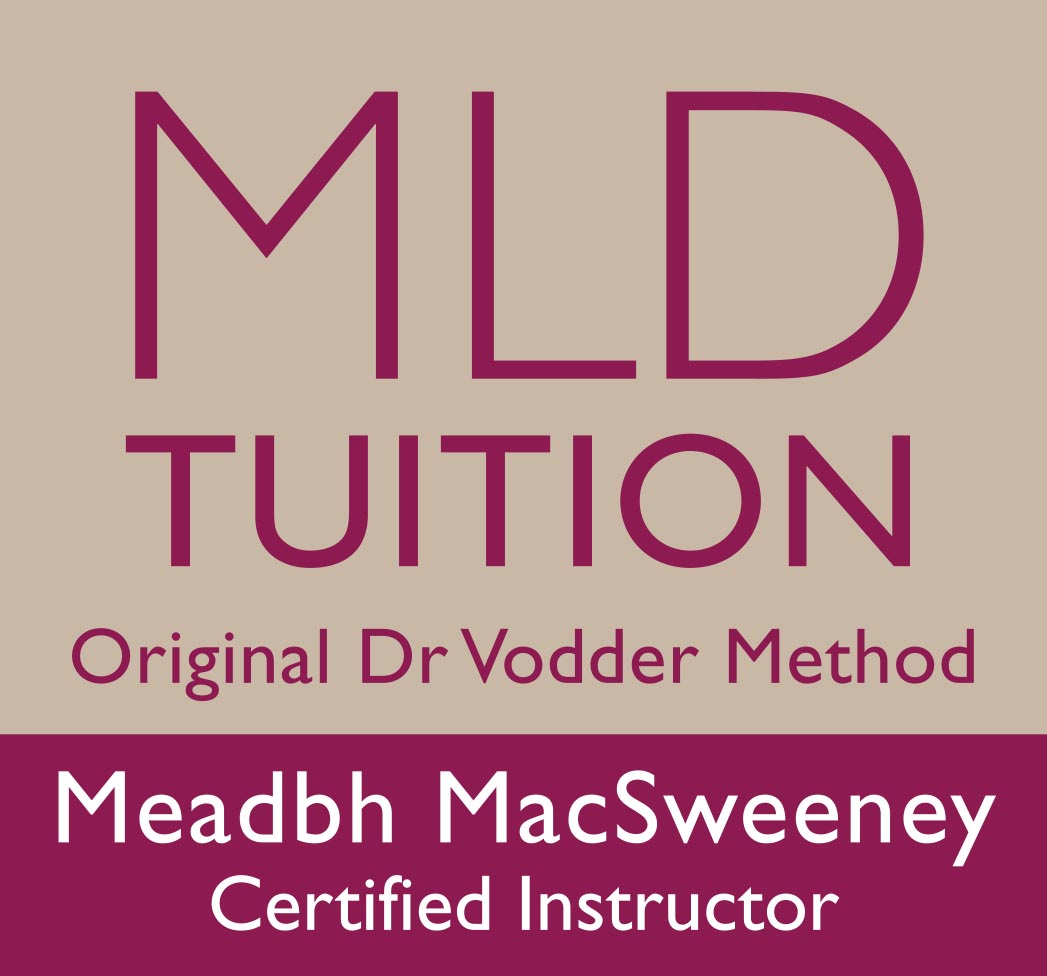 MLD
TUITION
Original Dr Vodder Method
Meadbh MacSweeney
Certified Instructor